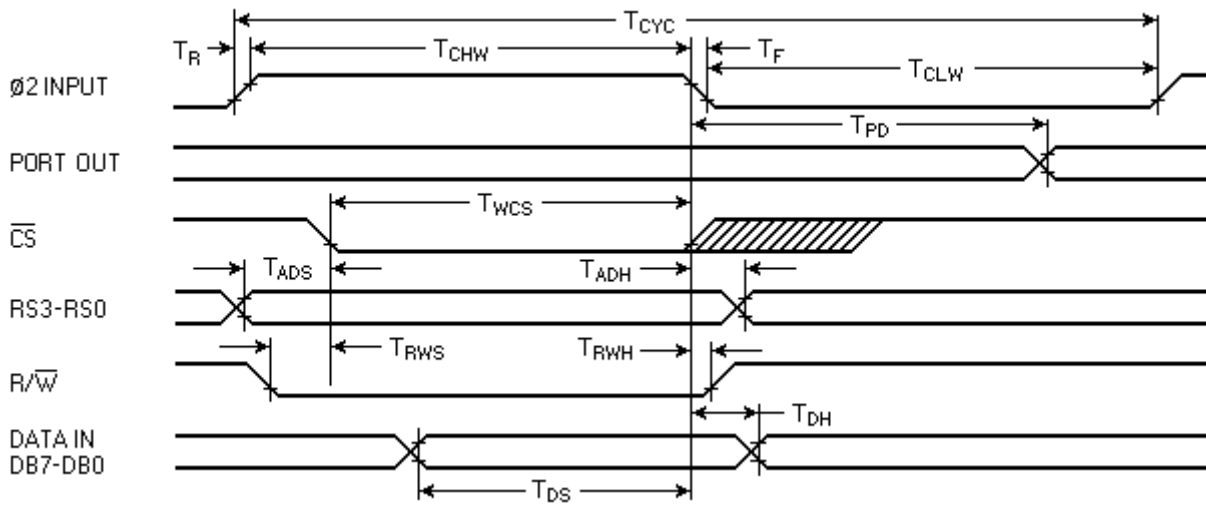 TCYC
TR
TCHW
TF
TCLW
ø2 INPUT
TPD
PORT OUT
TWCS
CS
TADS
TADH
RS3-RS0
TRWS
TRWH
R/W
TDH
DATA IN
DB7-DB0
TDS